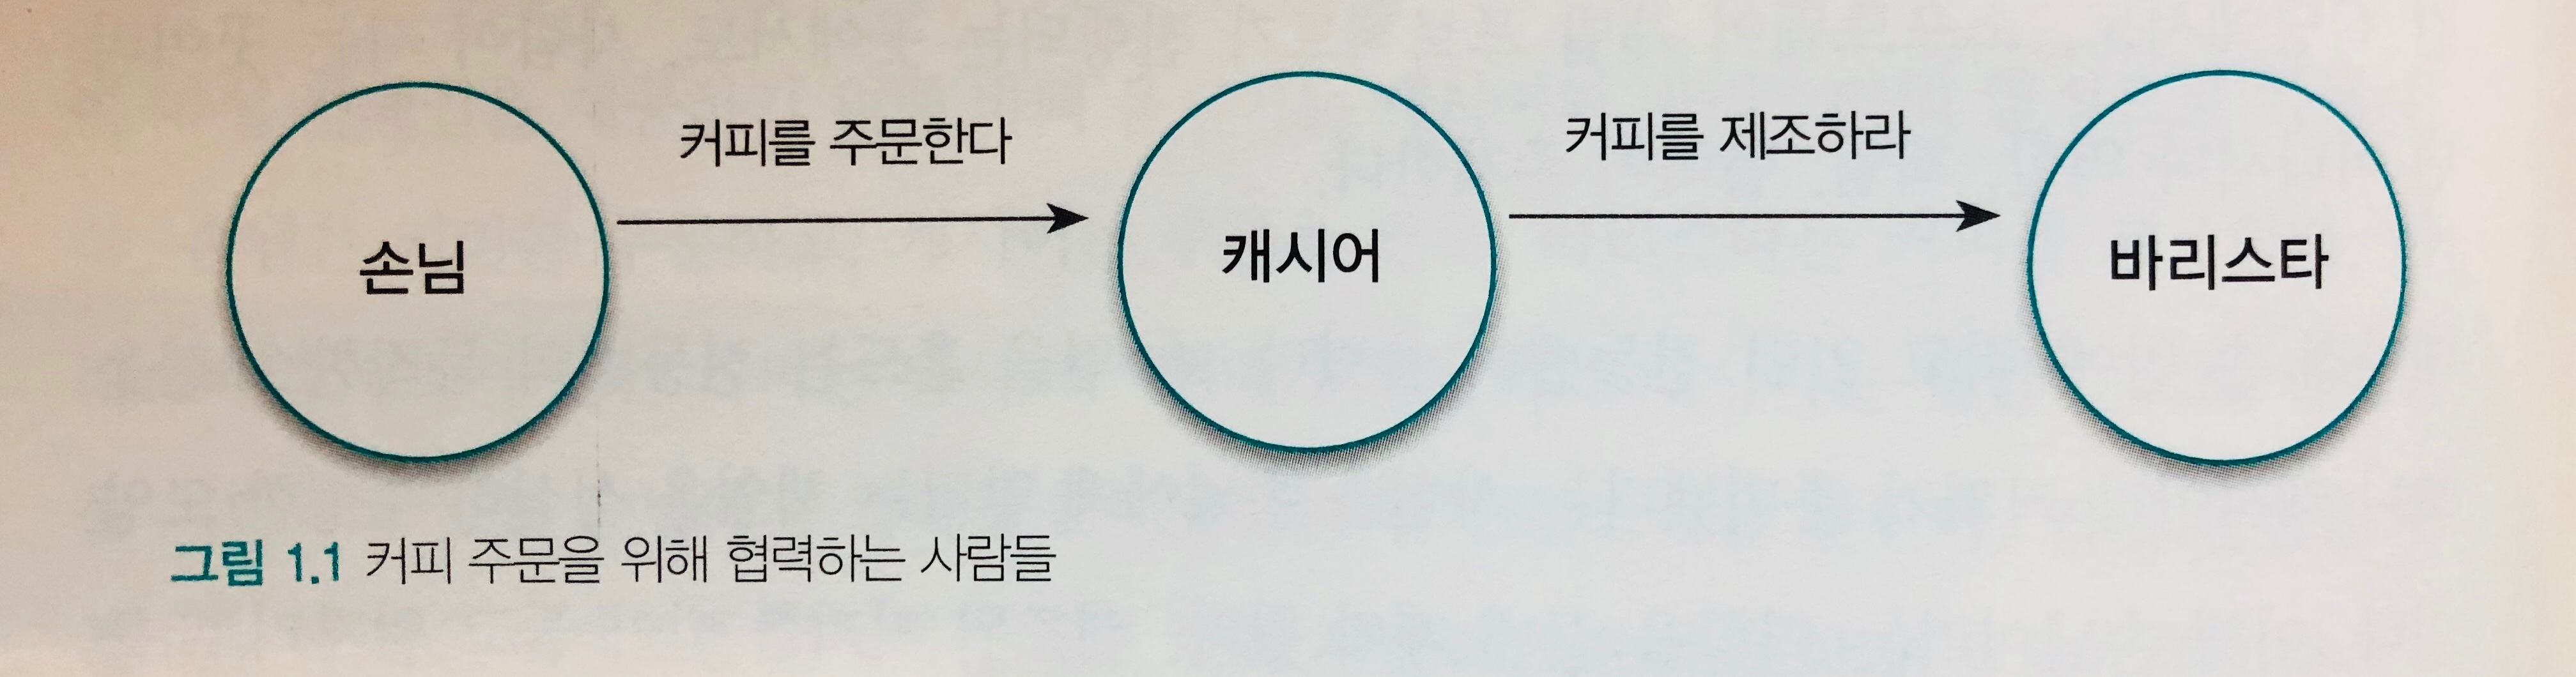 커피를 주문한다
커피를 제조하라
손님
캐시어
바리스타
그림 1.1 커피 주문을 위해 협력하는 사람들